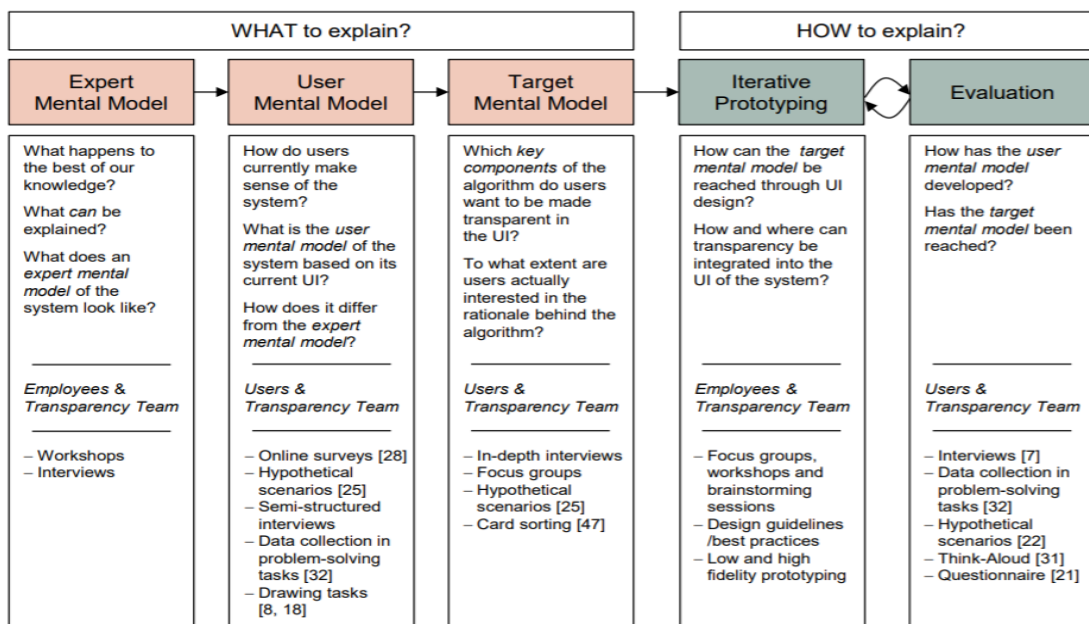 WHAT to explain?
HOW to explain?
Expert
Mental Model
User
Mental Model
Target
Mental Model
Iterative
Prototyping
Evaluation
What happens to
the best of our
knowledge?
What can be
explained?
What does an
expert mental
model of the
system look like?
Employees &
Transparency Team
– Workshops
– Interviews
How do users
currently make
sense of the
system?
What is the user
mental model of the
system based on its
current UI?
How does it differ
from the expert
mental model?
Users &
Transparency Team
– Online surveys [28]
– Hypothetical
scenarios [25]
– Semi-structured
interviews
– Data collection in
problem-solving
tasks [32]
– Drawing tasks
[8, 18]
Which key
components of the
algorithm do users
want to be made
transparent in
the UI?
To what extent are
users actually
interested in the
rationale behind the
algorithm?
Users &
Transparency Team
– In-depth interviews
– Focus groups
– Hypothetical
scenarios [25]
– Card sorting [47]
How can the target
mental model be
reached through UI
design?
How and where can
transparency be
integrated into the
UI of the system?
Employees &
Transparency Team
– Focus groups,
workshops and
brainstorming
sessions
– Design guidelines
/best practices
– Low and high
fidelity prototyping
How has the user
mental model
developed?
Has the target
mental model been
reached?
Users &
Transparency Team
– Interviews [7]
– Data collection in
problem-solving
tasks [32]
– Hypothetical
scenarios [22]
– Think-Aloud [31]
– Questionnaire [21]